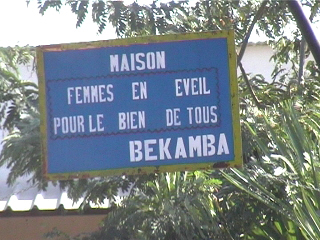 MAISON
FEMMES EN EVEIL
POUR LE BIEN DE TOUS
BEKAMBA